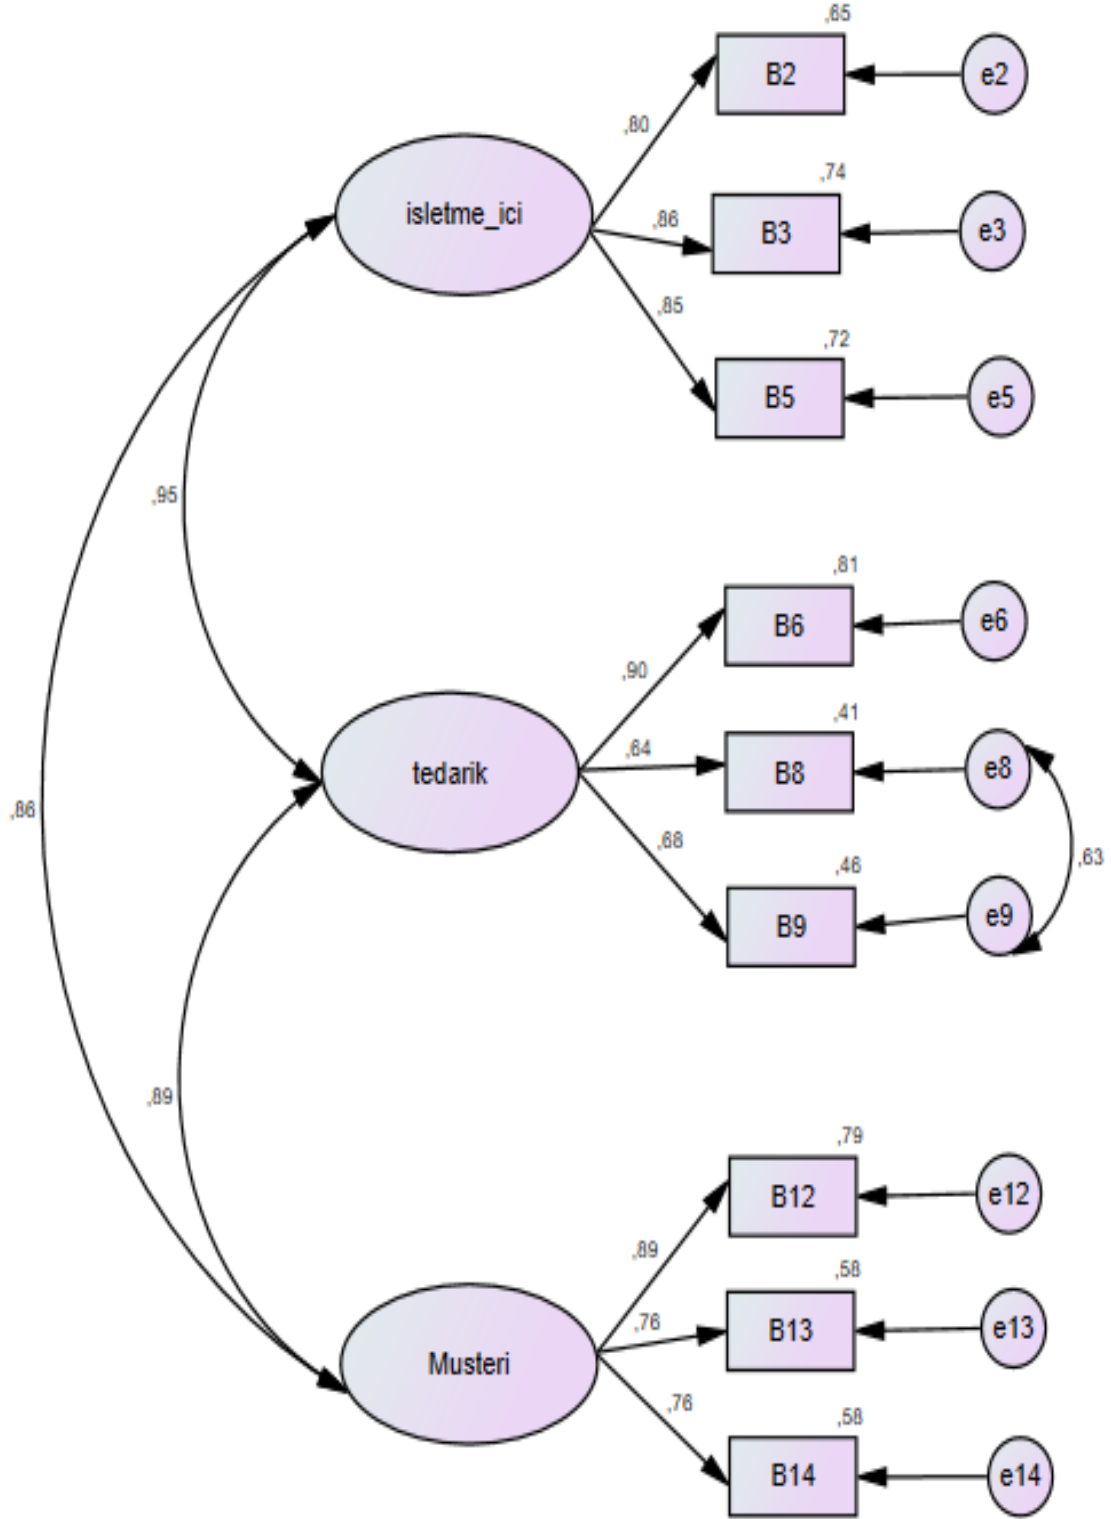 ,65
B2
e2
,80
isletme_ici
,74
,86
B3
e3
,85
,72
B5
e5
,95
,81
B6
e6
,90
,41
,64
tedarik
B8
e8
,86
,68
,46
,63
B9
e9
,89
,79
B12
e12
,89
,58
,76
B13
e13
Musteri
,76
,58
B14
e14